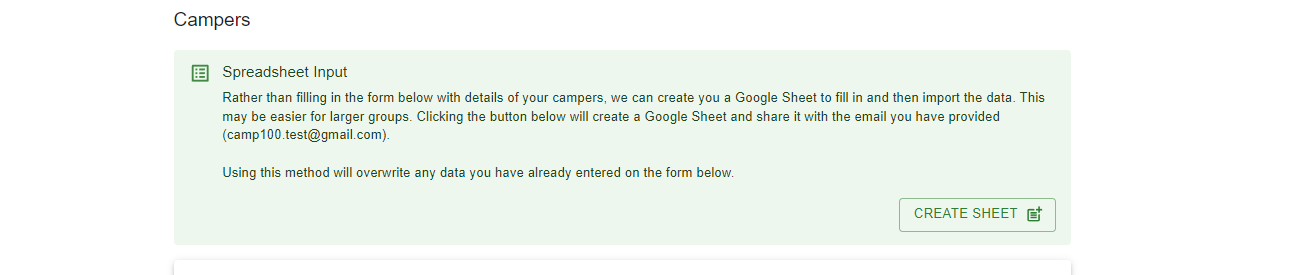 Campers
Spreadsheet Input
Rather than filling in the form below with details of your campers, we can create you a Google Sheet to fill in and then import the data. This
may be easier for larger groups. Clicking the button below will create a Google Sheet and share it with the email you have provided
(camp100.test@gmail.com).
Using this method will overwrite any data you have already entered on the form below.
CREATE SHEET